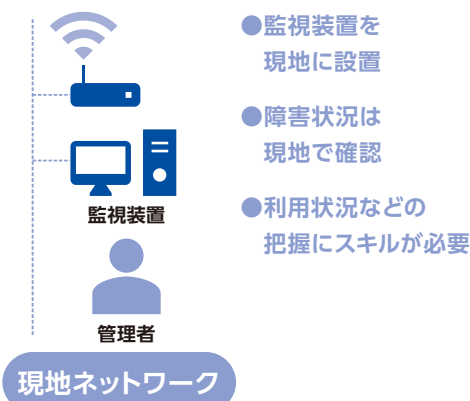 ●監視装置を
現地に設置
●障害状況は
現地で確認
●利用状況などの
把握にスキルが必要
監視装置
管理者
現地ネットワーク